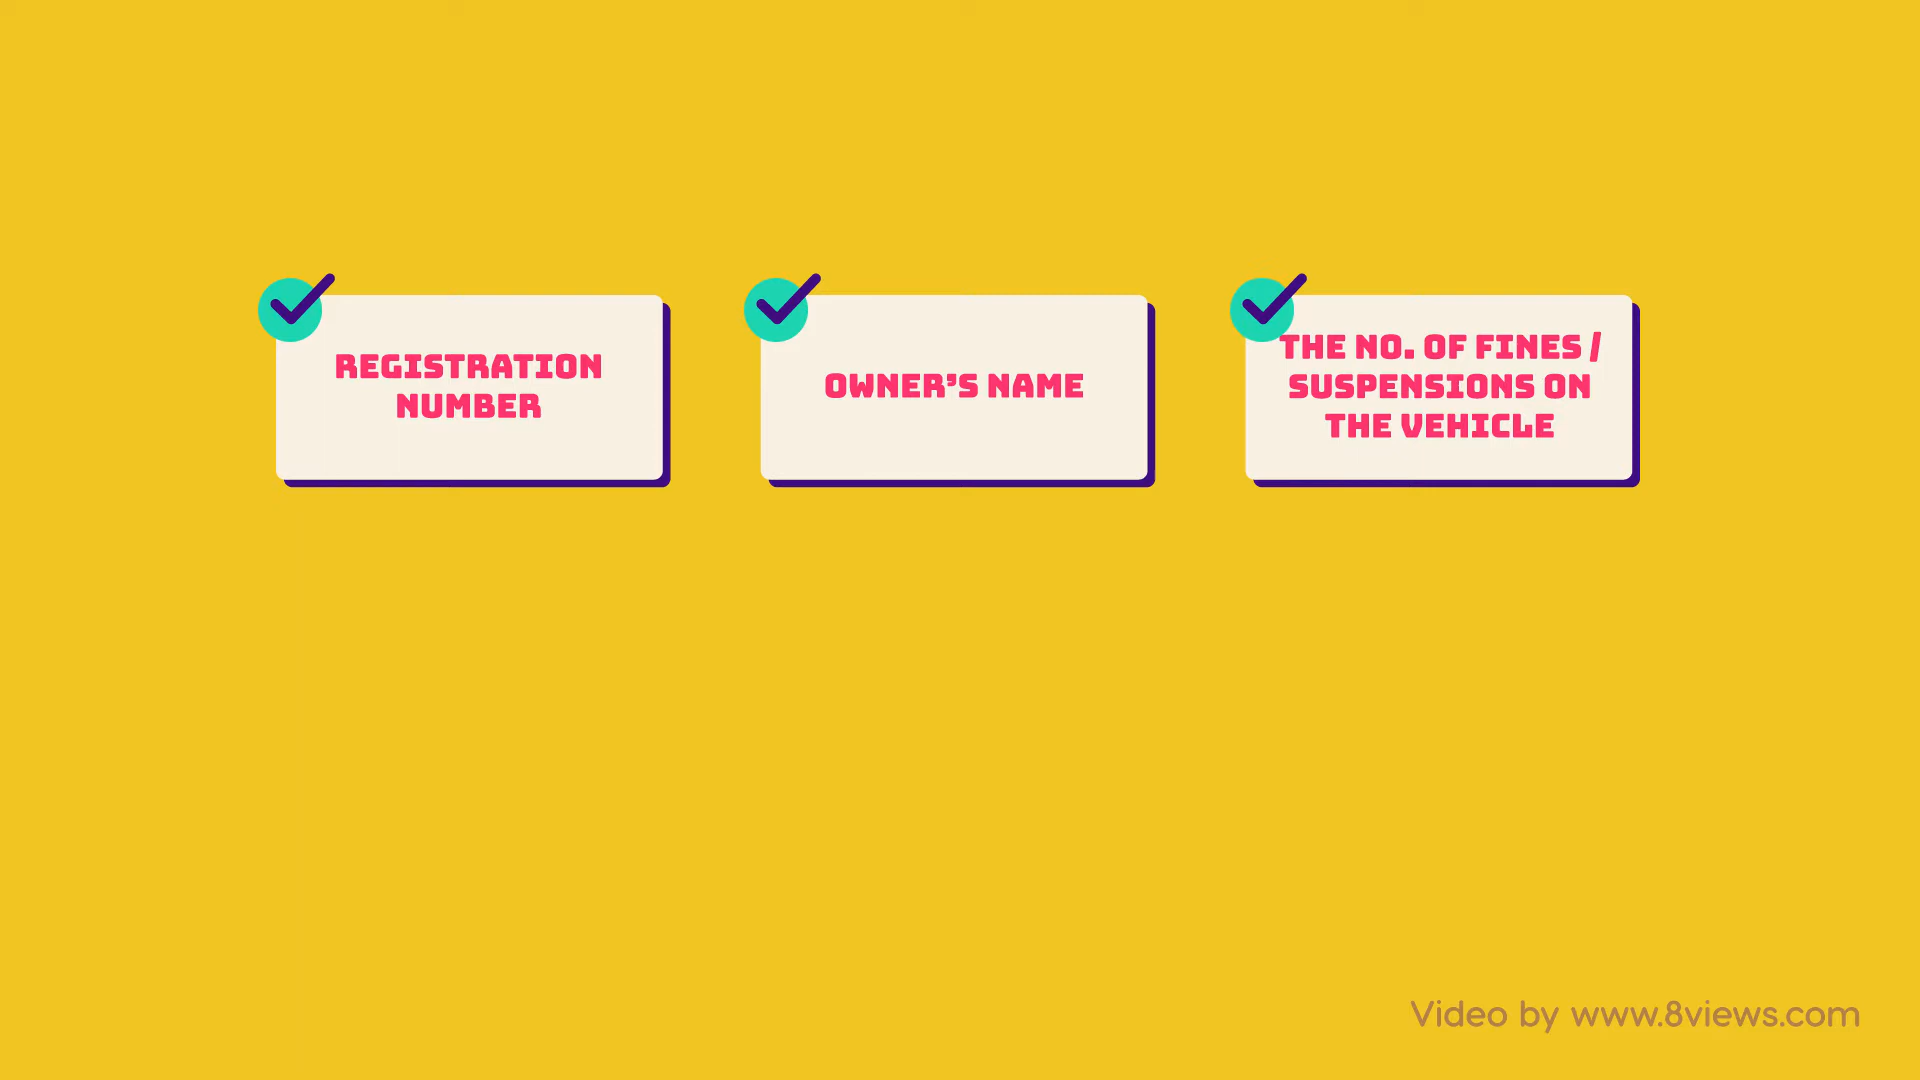 REGISTRATION
NUMBER
OWNER’S NAME
THE NO. OF FINES /
SUSPENSIONS ON
THE VEHICLE
Video by www.8views.com